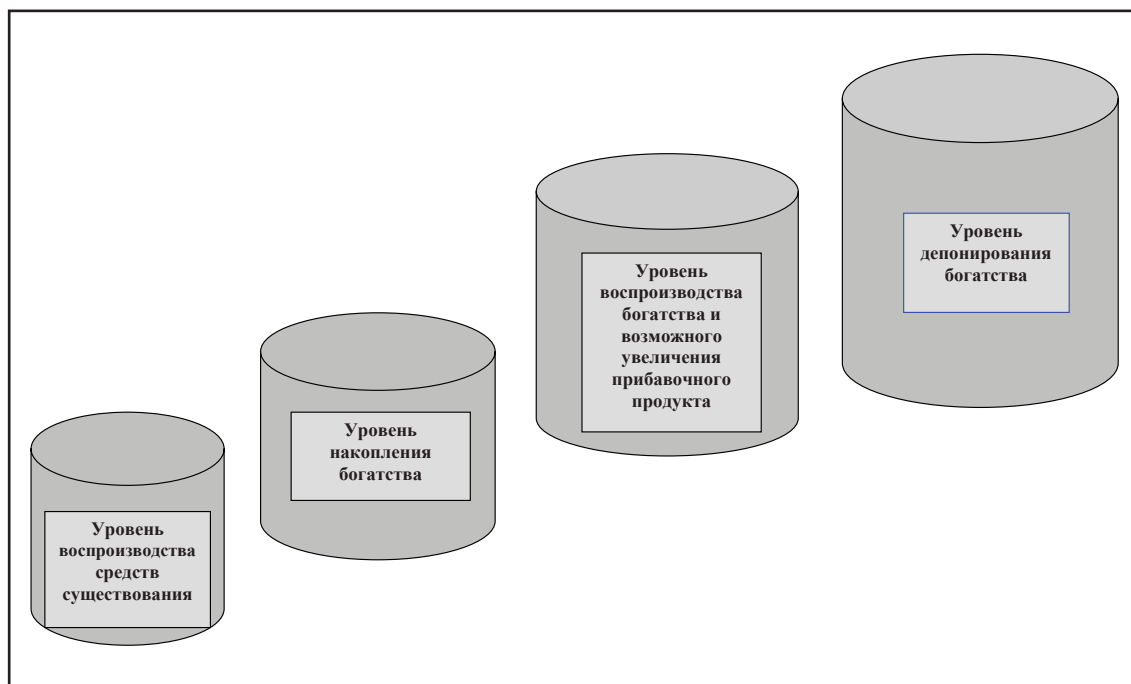 Уровень
воспроизводства
средств
существования
Уровень
накопления
богатства
Уровень
воспроизводства
богатства и
возможного
увеличения
прибавочного
продукта
Уровень
депонирования
богатства